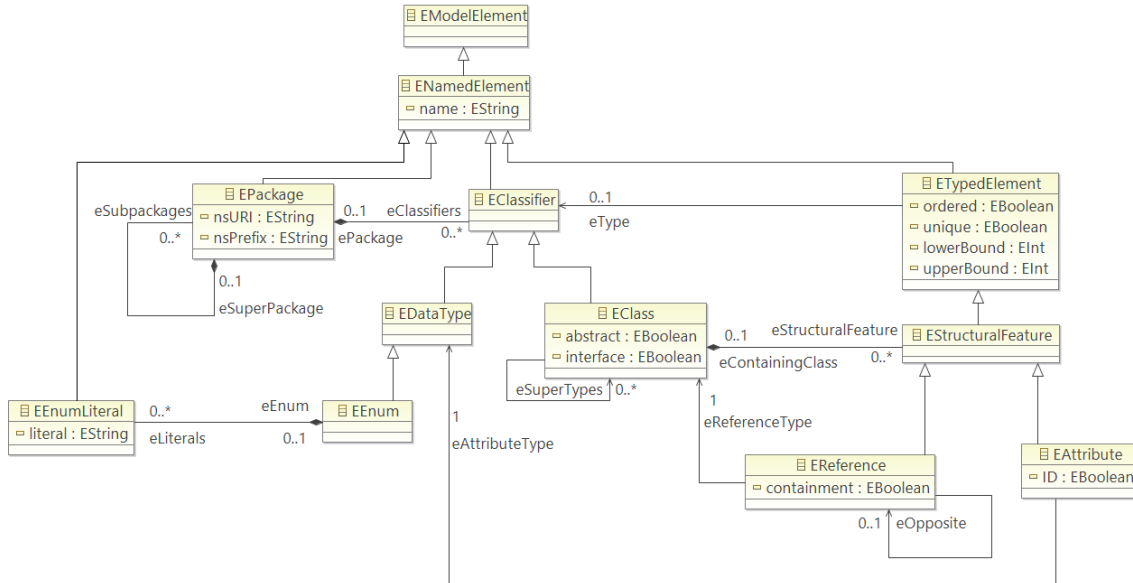 EModelElement
ENamedElement
name : EString
EPackage
nsURI : EString
nsPrefix : EString
eSubpackages
0..*
0..1
eSuperPackage
0..1
ePackage
eClassifiers
0..*
EClassifier
0..1
eType
ETypedElement
ordered : EBoolean
unique : EBoolean
lowerBound : EInt
upperBound : EInt
EDataType
EClass
abstract : EBoolean
interface : EBoolean
eSuperTypes
0..*
0..1
eContainingClass
eStructuralFeature
0..*
EStructuralFeature
EEnumLiteral
literal : EString
0..*
eLiterals
eEnum
0..1
EEnum
1
eAttributeType
1
eReferenceType
EReference
containment : EBoolean
0..1
eOpposite
EAttribute
ID : EBoolean